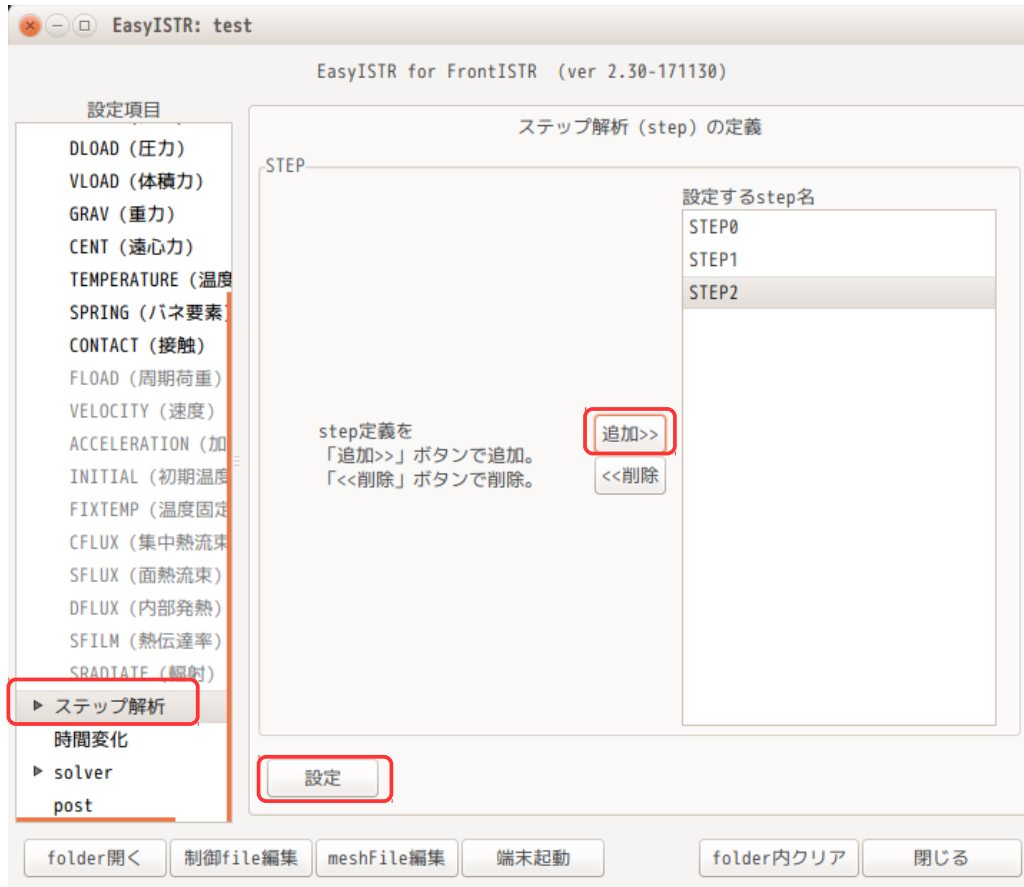 EasyISTR: test
EasyISTR for FrontISTR (ver 2.30-171130)
設定項目
DLOAD (圧力)
VLOAD (体積力)
GRAV (重力)
CENT (遠心力)
TEMPERATURE (温度
SPRING (バネ要素)
CONTACT (接触)
FLOAD (周期荷重)
VELOCITY (速度)
ACCELERATION (加
INITIAL (初期温度
FIXTEMP (温度固定
CFLUX (集中熱流束
SFLUX (面熱流束)
DFLUX (内部発熱)
SFILM (熱伝達率)
SRADIATE (輻射)
ステップ解析
時間変化
solver
post
ステップ解析 (step) の定義
STEP
設定するstep名
STEP0
STEP1
STEP2
step定義を
「追加>>」ボタンで追加。
「<<削除」ボタンで削除。
追加>>
<<削除
設定
folder開く
制御file編集
meshFile編集
端末起動
folder内クリア
閉じる